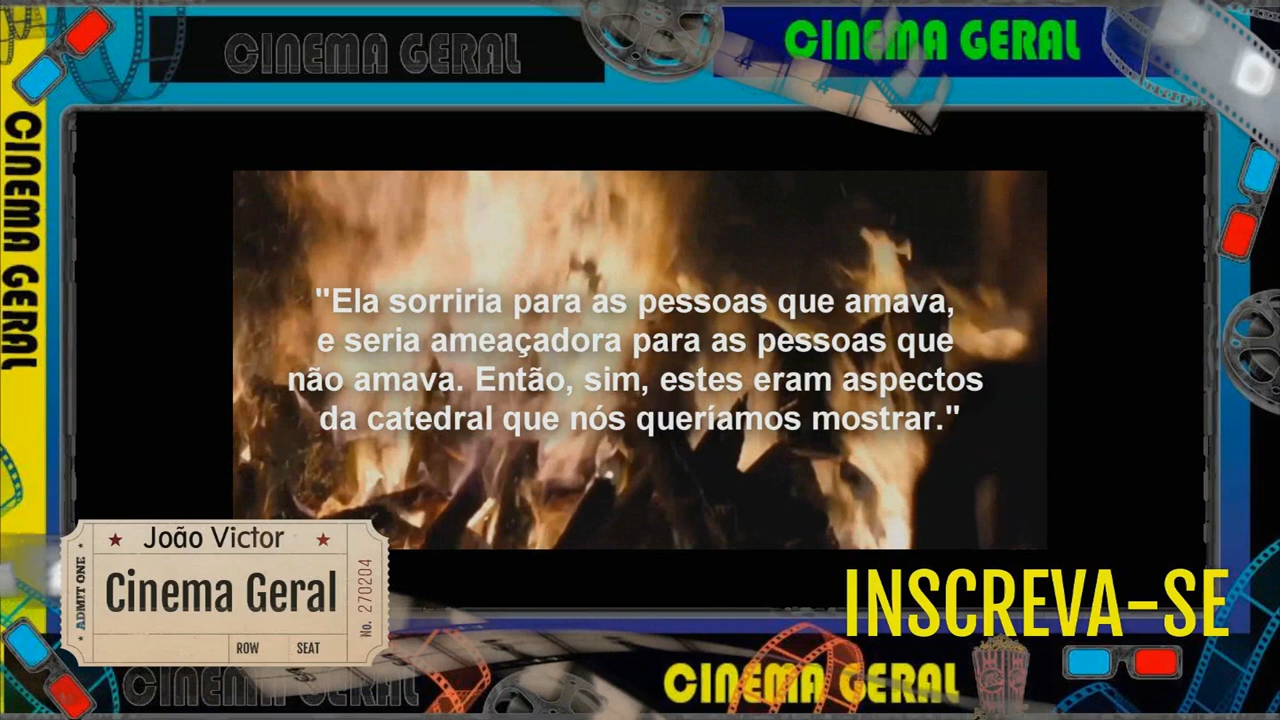 CINEMA GERAL
CINEMA GERAL
CINEMA GERAL
"Ela sorriria para as pessoas que amava,
e seria ameaçadora para as pessoas que
não amava. Então, sim, estes eram aspectos
da catedral que nós queríamos mostrar."
João Victor
ADMIT ONE
Cinema Geral
No. 270204
ROW SEAT
INSCREVA-SE
CINEMA GERAL
CINEMA GERAL